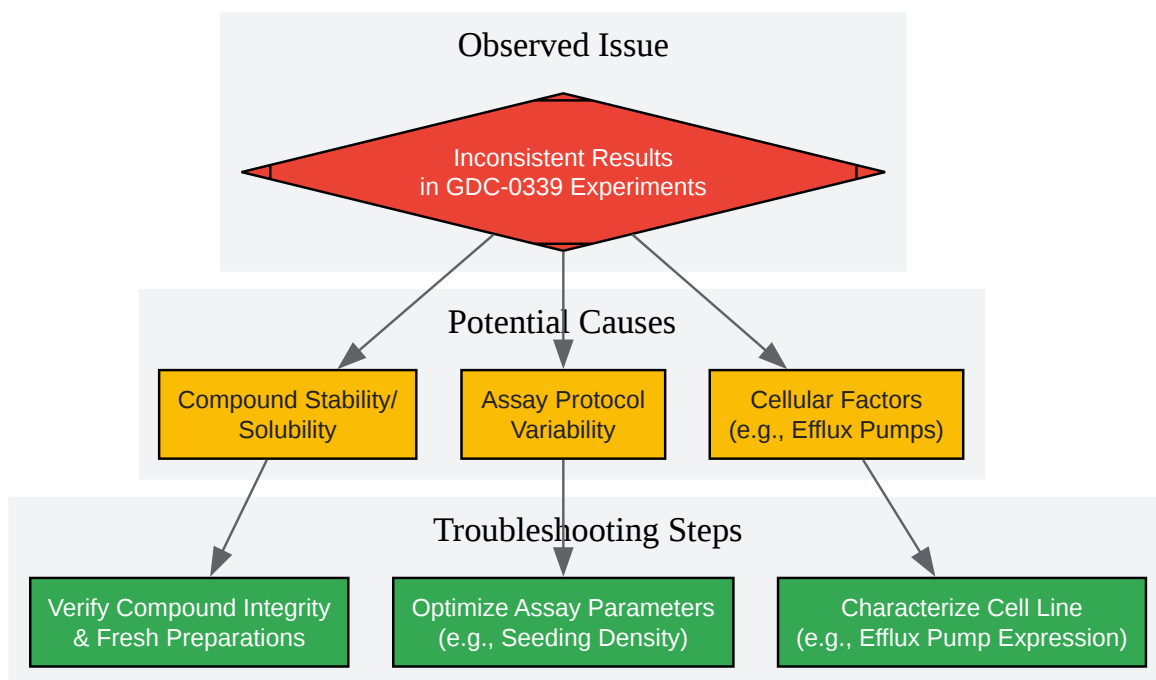 Observed Issue
Inconsistent Results
in GDC-0339 Experiments
Potential Causes
Compound Stability/
Solubility
Assay Protocol
Variability
Cellular Factors
(e.g., Efflux Pumps)
Troubleshooting Steps
Verify Compound Integrity
& Fresh Preparations
Optimize Assay Parameters
(e.g., Seeding Density)
Characterize Cell Line
(e.g., Efflux Pump Expression)